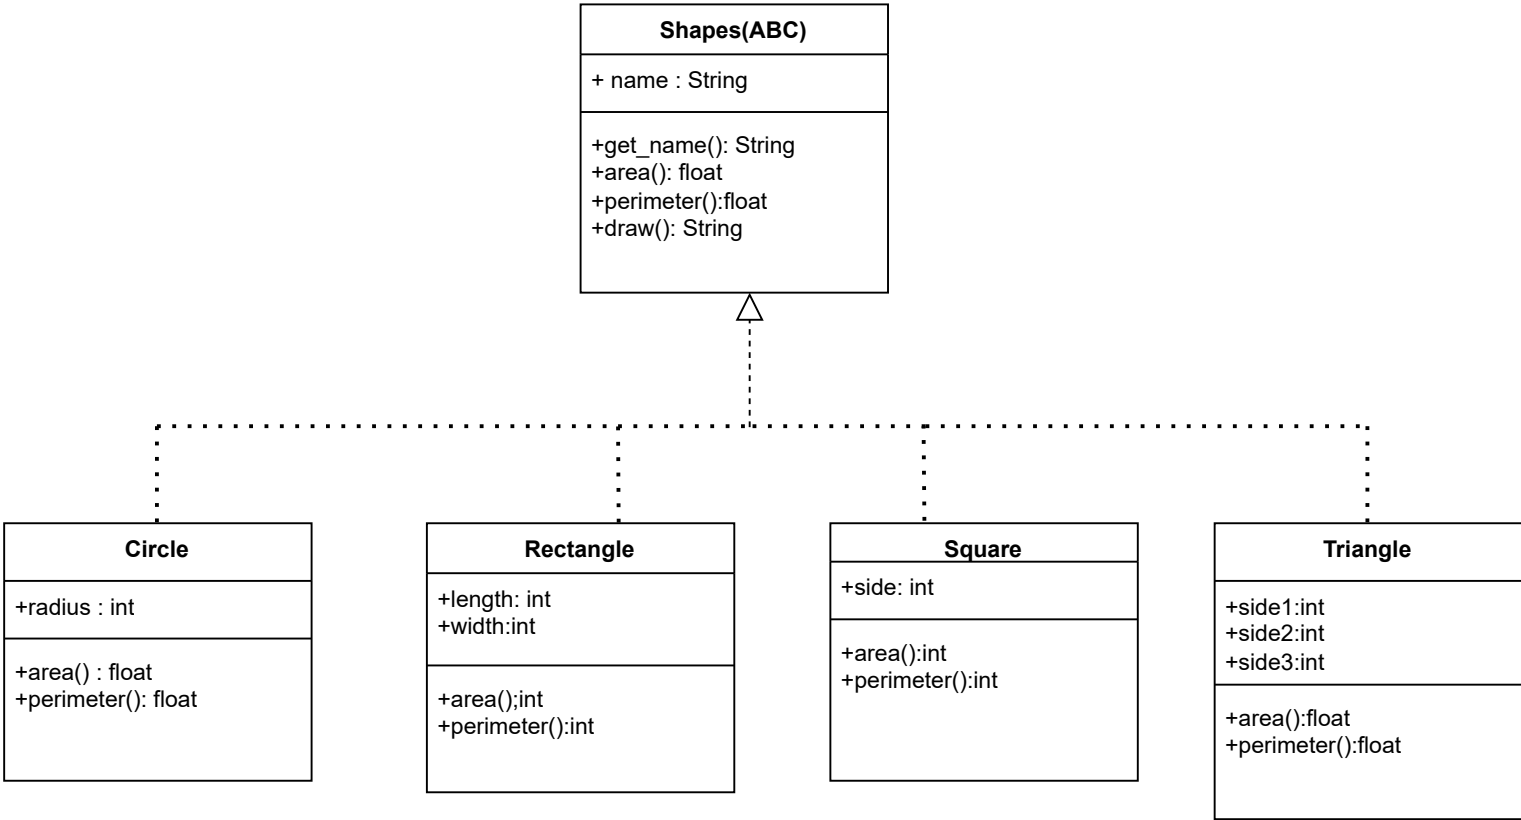 Shapes(ABC)
+ name : String
+get_name(): String
+area(): float
+perimeter():float
+draw(): String
Circle
+radius : int
+area() : float
+perimeter(): float
Rectangle
+length: int
+width:int
+area();int
+perimeter():int
Square
+side: int
+area():int
+perimeter():int
Triangle
+side1:int
+side2:int
+side3:int
+area():float
+perimeter():float